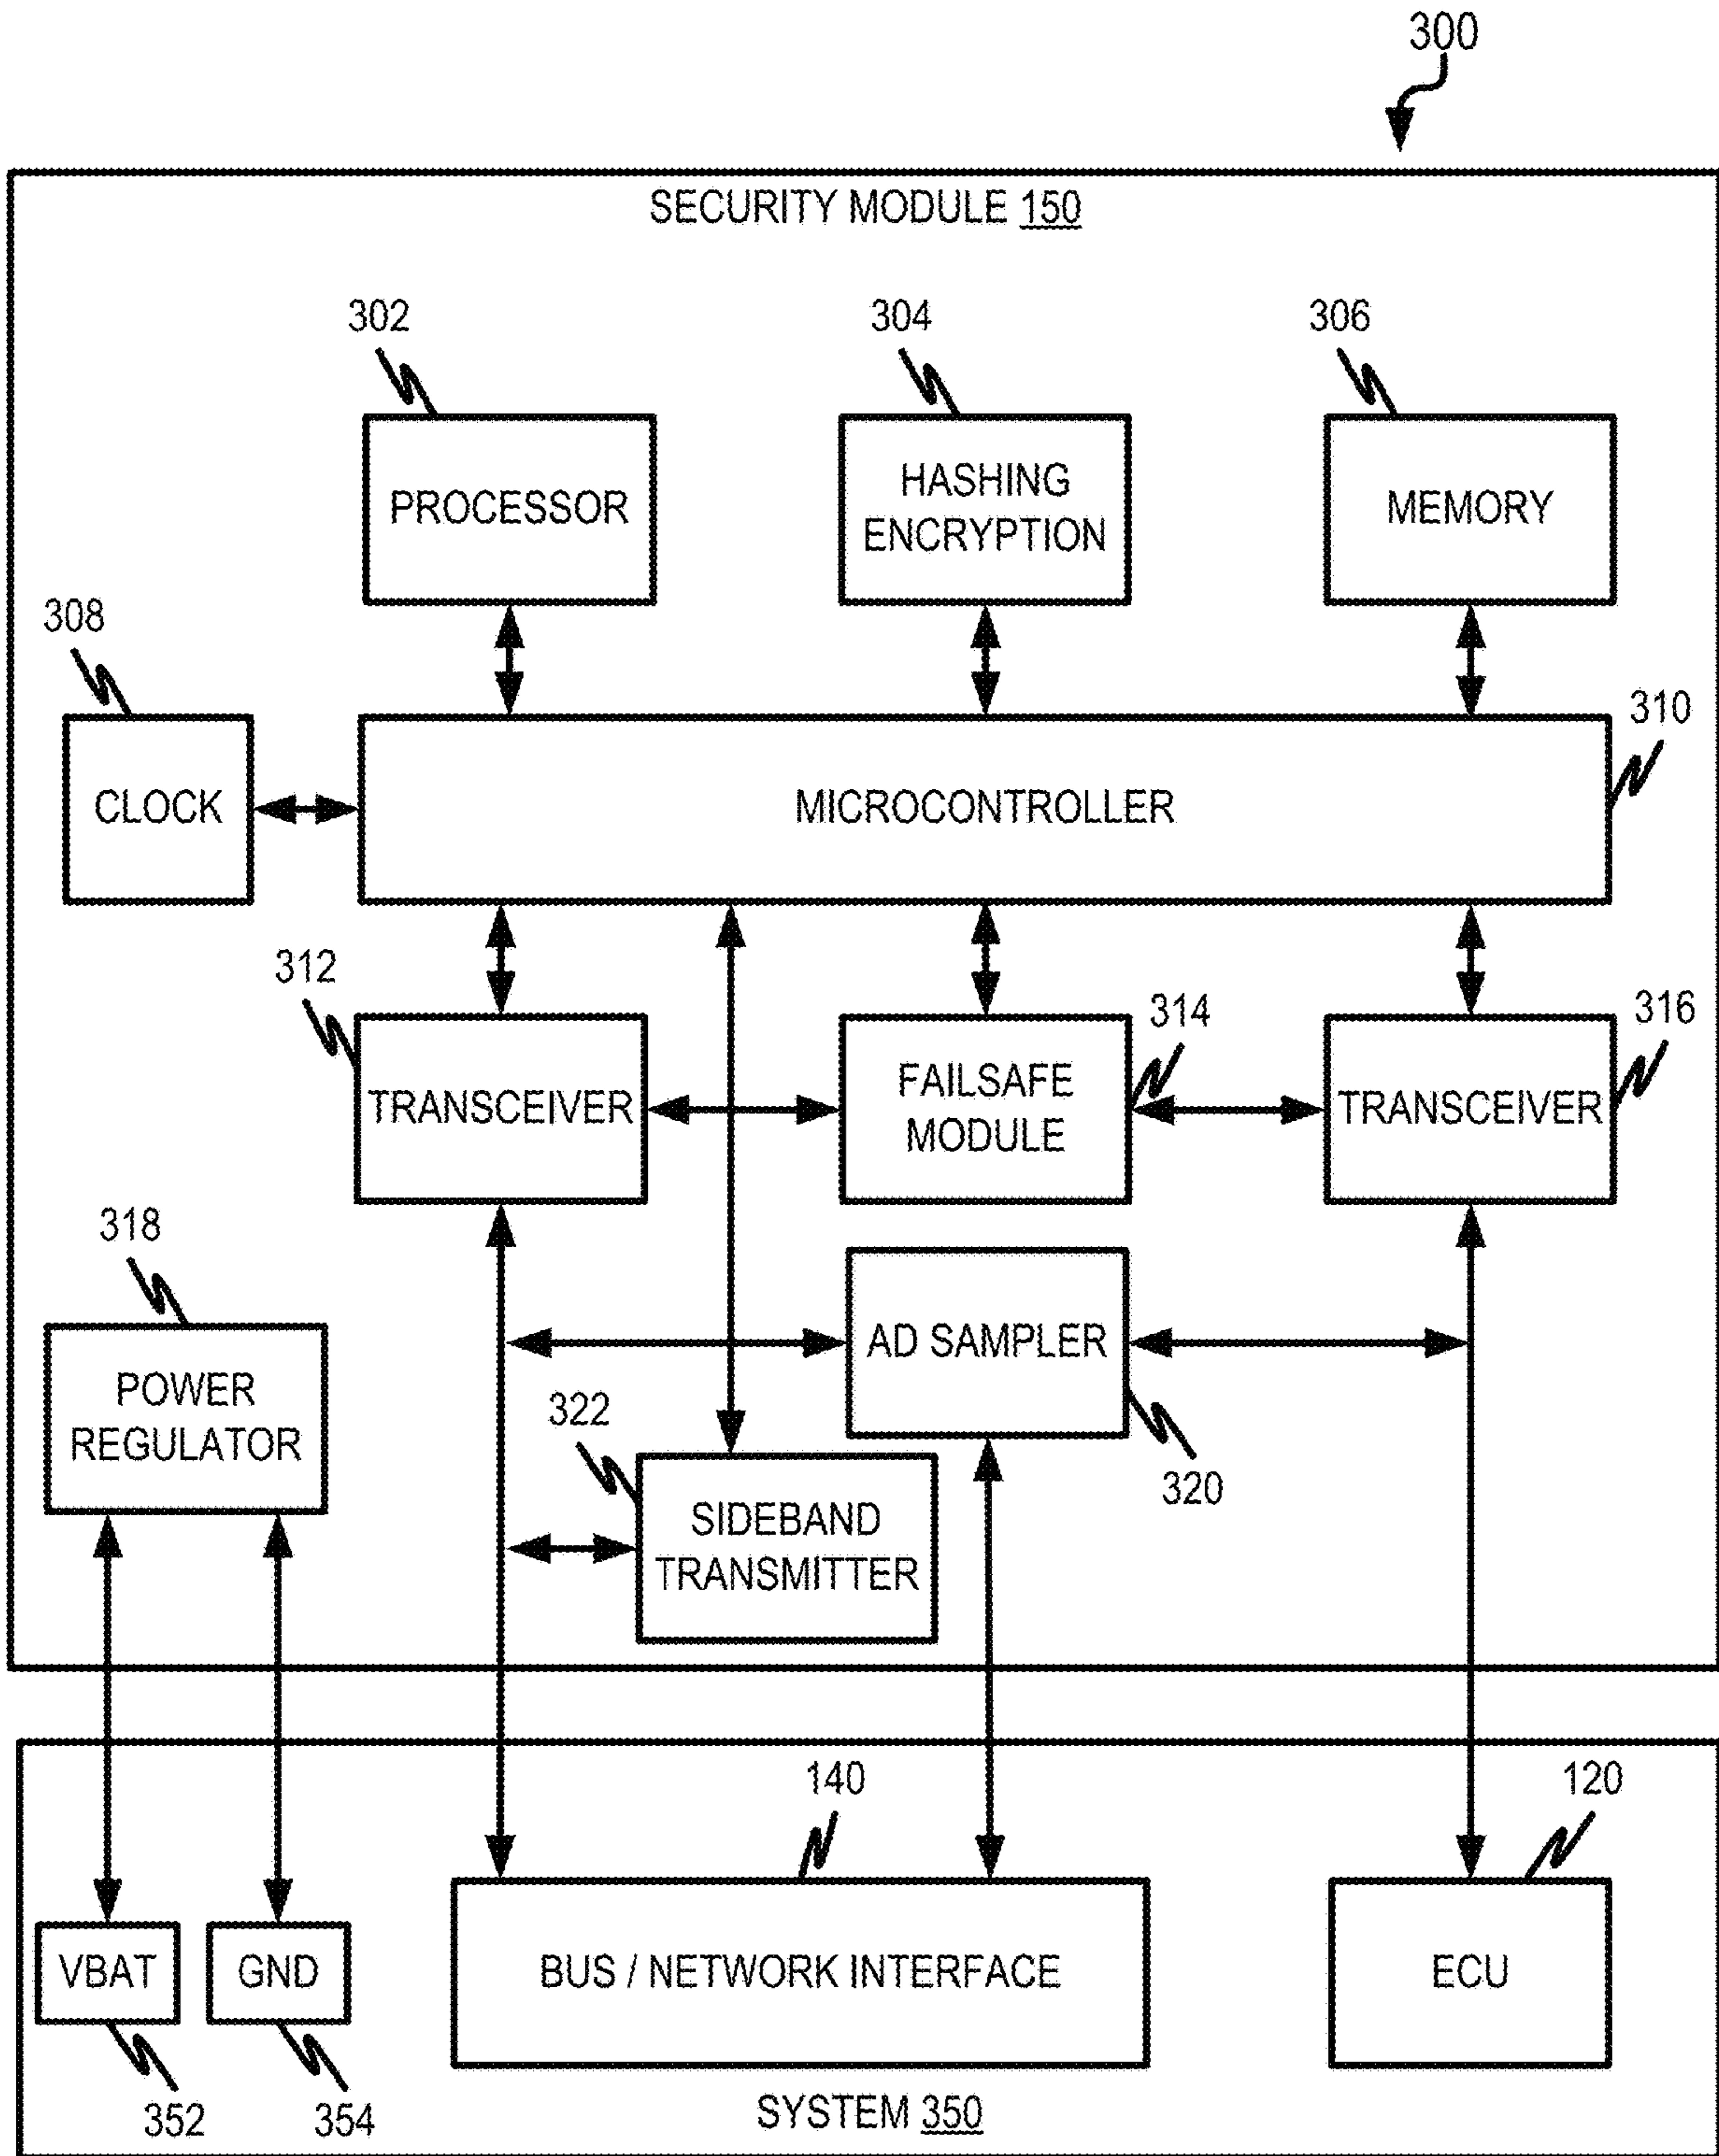 300
SECURITY MODULE 150
302
304
306
PROCESSOR
HASHING
ENCRYPTION
MEMORY
308
310
CLOCK
MICROCONTROLLER
312
314
316
TRANSCEIVER
FAILSAFE
MODULE
TRANSCEIVER
318
POWER
REGULATOR
AD SAMPLER
320
322
SIDEBAND
TRANSMITTER
140
120
VBAT
GND
BUS / NETWORK INTERFACE
ECU
352
354
SYSTEM 350